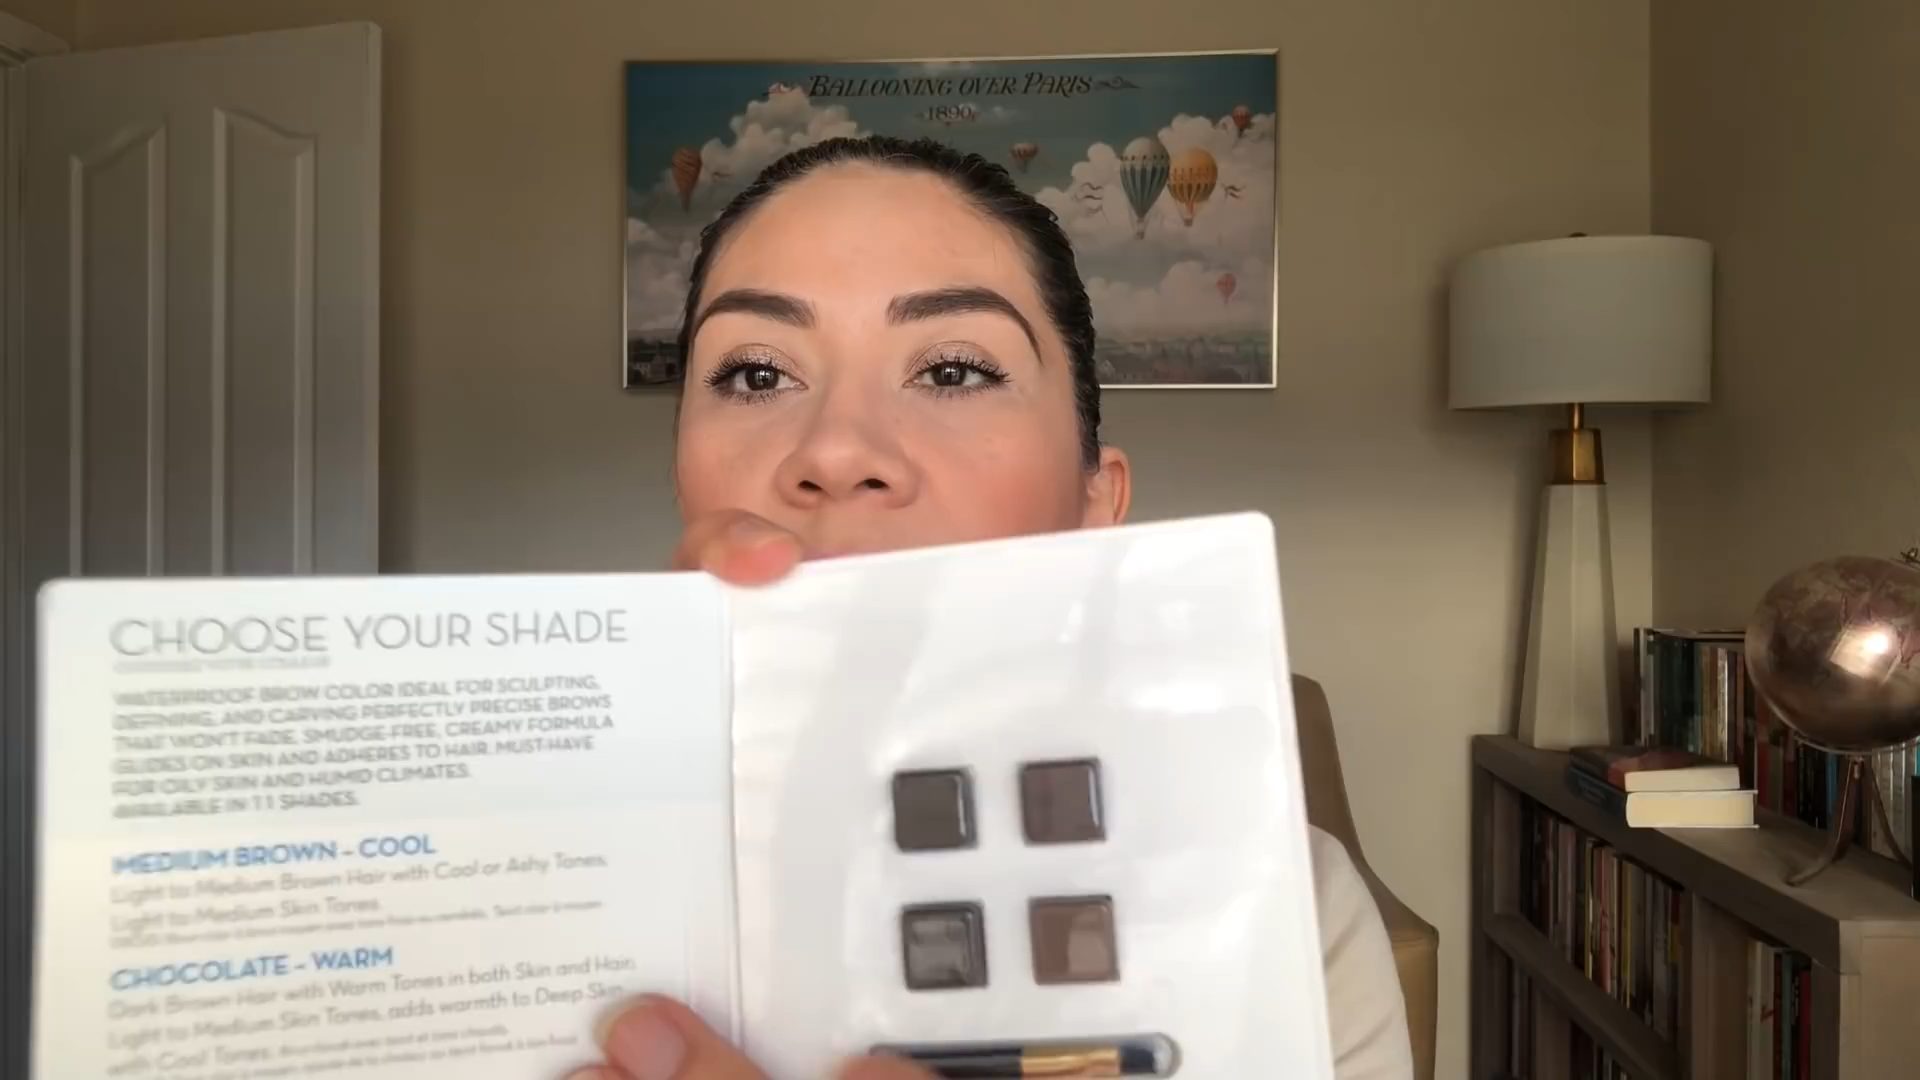 BALLOONING OVER PARIS
1890
CHOOSE YOUR SHADE
WATERPROOF BROW COLOR IDEAL FOR SCULPTING,
DEFINING, AND CARVING PERFECTLY PRECISE BROWS
THAT WON'T FADE. SMUDGE-FREE, CREAMY FORMULA
GLIDES ON SKIN AND ADHERES TO HAIR. MUST-HAVE
FOR OILY SKIN AND HUMID CLIMATES.
AVAILABLE IN 11 SHADES.
MEDIUM BROWN - COOL
Light to Medium Brown Hair with Cool or Ashy Tones.
Light to Medium Skin Tones.
CHOCOLATE - WARM
Dark Brown Hair with Warm Tones in both Skin and Hair.
Light to Medium Skin Tones, adds warmth to Deep Skin
with Cool Tones.